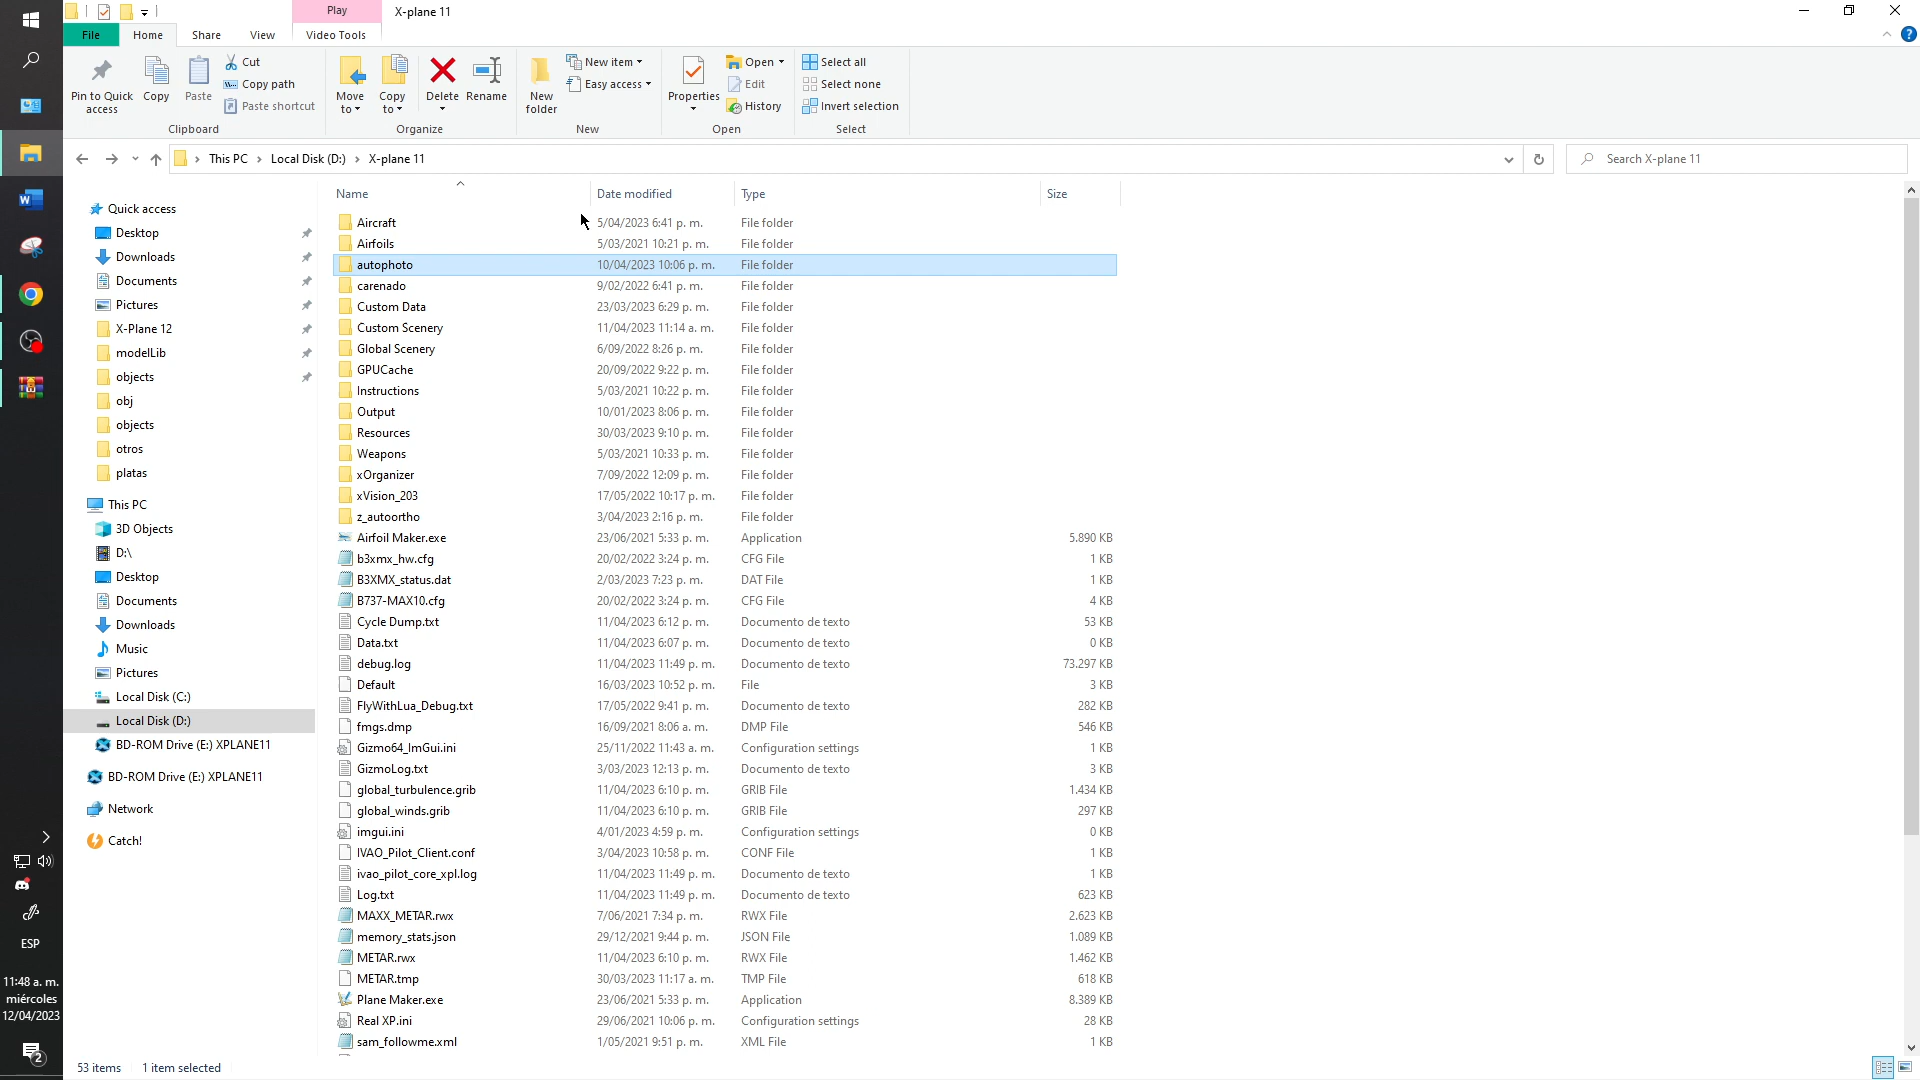 Play
X-plane 11
File
Home
Share
View
Video Tools
Pin to Quick access
Copy
Paste
Cut
Copy path
Paste shortcut
Clipboard
Move to
Copy to
Delete
Rename
Organize
New folder
New item
Easy access
New
Properties
Open
Edit
History
Open
Select all
Select none
Invert selection
Select
This PC > Local Disk (D:) > X-plane 11
Search X-plane 11
Quick access
Desktop
Downloads
Documents
Pictures
X-Plane 12
modelLib
objects
obj
objects
otros
platas
This PC
3D Objects
D:\
Desktop
Documents
Downloads
Music
Pictures
Local Disk (C:)
Local Disk (D:)
BD-ROM Drive (E:) XPLANE11
BD-ROM Drive (E:) XPLANE11
Network
Catch!
Name Date modified Type Size
Aircraft 5/04/2023 6:41 p. m. File folder
Airfoils 5/03/2021 10:21 p. m. File folder
autophoto 10/04/2023 10:06 p. m. File folder
carenado 9/02/2022 6:41 p. m. File folder
Custom Data 23/03/2023 6:29 p. m. File folder
Custom Scenery 11/04/2023 11:14 a. m. File folder
Global Scenery 6/09/2022 8:26 p. m. File folder
GPUCache 20/09/2022 9:22 p. m. File folder
Instructions 5/03/2021 10:22 p. m. File folder
Output 10/01/2023 8:06 p. m. File folder
Resources 30/03/2023 9:10 p. m. File folder
Weapons 5/03/2021 10:33 p. m. File folder
xOrganizer 7/09/2022 12:09 p. m. File folder
xVision_203 17/05/2022 10:17 p. m. File folder
z_autoortho 3/04/2023 2:16 p. m. File folder
Airfoil Maker.exe 23/06/2021 5:33 p. m. Application 5.890 KB
b3xmx_hw.cfg 20/02/2022 3:24 p. m. CFG File 1 KB
B3XMX_status.dat 2/03/2023 7:23 p. m. DAT File 1 KB
B737-MAX10.cfg 20/02/2022 3:24 p. m. CFG File 4 KB
Cycle Dump.txt 11/04/2023 6:12 p. m. Documento de texto 53 KB
Data.txt 11/04/2023 6:07 p. m. Documento de texto 0 KB
debug.log 11/04/2023 11:49 p. m. Documento de texto 73.297 KB
Default 16/03/2023 10:52 p. m. File 3 KB
FlyWithLua_Debug.txt 17/05/2022 9:41 p. m. Documento de texto 282 KB
fmgs.dmp 16/09/2021 8:06 a. m. DMP File 546 KB
Gizmo64_ImGui.ini 25/11/2022 11:43 a. m. Configuration settings 1 KB
GizmoLog.txt 3/03/2023 12:13 p. m. Documento de texto 3 KB
global_turbulence.grib 11/04/2023 6:10 p. m. GRIB File 1.434 KB
global_winds.grib 11/04/2023 6:10 p. m. GRIB File 297 KB
imgui.ini 4/01/2023 4:59 p. m. Configuration settings 0 KB
IVAO_Pilot_Client.conf 3/04/2023 10:58 p. m. CONF File 1 KB
ivao_pilot_core_xpl.log 11/04/2023 11:49 p. m. Documento de texto 1 KB
Log.txt 11/04/2023 11:49 p. m. Documento de texto 623 KB
MAXX_METAR.rwx 7/06/2021 7:34 p. m. RWX File 2.623 KB
memory_stats.json 29/12/2021 9:44 p. m. JSON File 1.089 KB
METAR.rwx 11/04/2023 6:10 p. m. RWX File 1.462 KB
METAR.tmp 30/03/2023 11:17 a. m. TMP File 618 KB
Plane Maker.exe 23/06/2021 5:33 p. m. Application 8.389 KB
Real XP.ini 29/06/2021 10:06 p. m. Configuration settings 28 KB
sam_followme.xml 1/05/2021 9:51 p. m. XML File 1 KB
53 items 1 item selected
ESP
11:48 a. m.
miércoles
12/04/2023
2